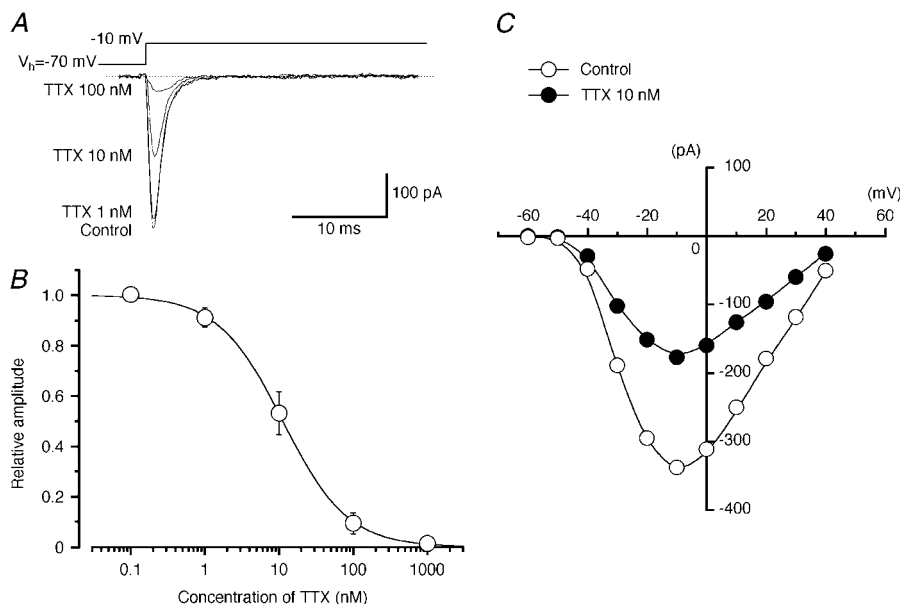 A
-10 mV
Vh=-70 mV
TTX 100 nM
TTX 10 nM
TTX 1 nM
Control
100 pA
10 ms
B
1.0
0.8
0.6
0.4
0.2
0
Relative amplitude
0.1 1 10 100 1000
Concentration of TTX (nM)
C
Control
TTX 10 nM
(pA)
100
(mV)
-60 -40 -20 0 20 40 60
-100
-200
-300
-400